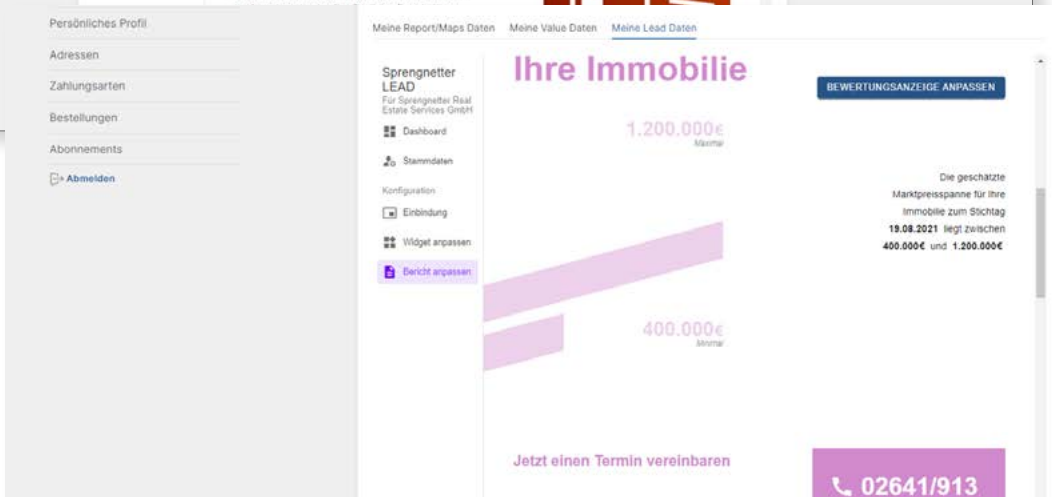 Persönliches Profil
Adressen
Zahlungsarten
Bestellungen
Abonnements
Abmelden
Meine Report/Maps Daten
Meine Value Daten
Meine Lead Daten
Sprengnetter
LEAD
Für Sprengnetter Real
Estate Services GmbH
Dashboard
Stammdaten
Konfiguration
Einbindung
Widget anpassen
Bericht anpassen
Ihre Immobilie
1.200.000€
Maximal
400.000€
Minimal
BEWERTUNGSANZEIGE ANPASSEN
Die geschätzte
Marktpreisspanne für Ihre
Immobilie zum Stichtag
19.08.2021 liegt zwischen
400.000€ und 1.200.000€
Jetzt einen Termin vereinbaren
02641/913